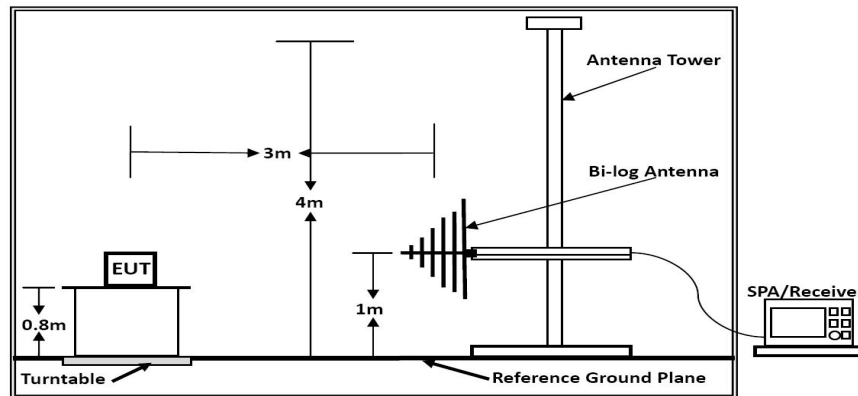 Antenna Tower
3m
Bi-log Antenna
4m
EUT
1m
0.8m
SPA/Receive
Turntable
Reference Ground Plane